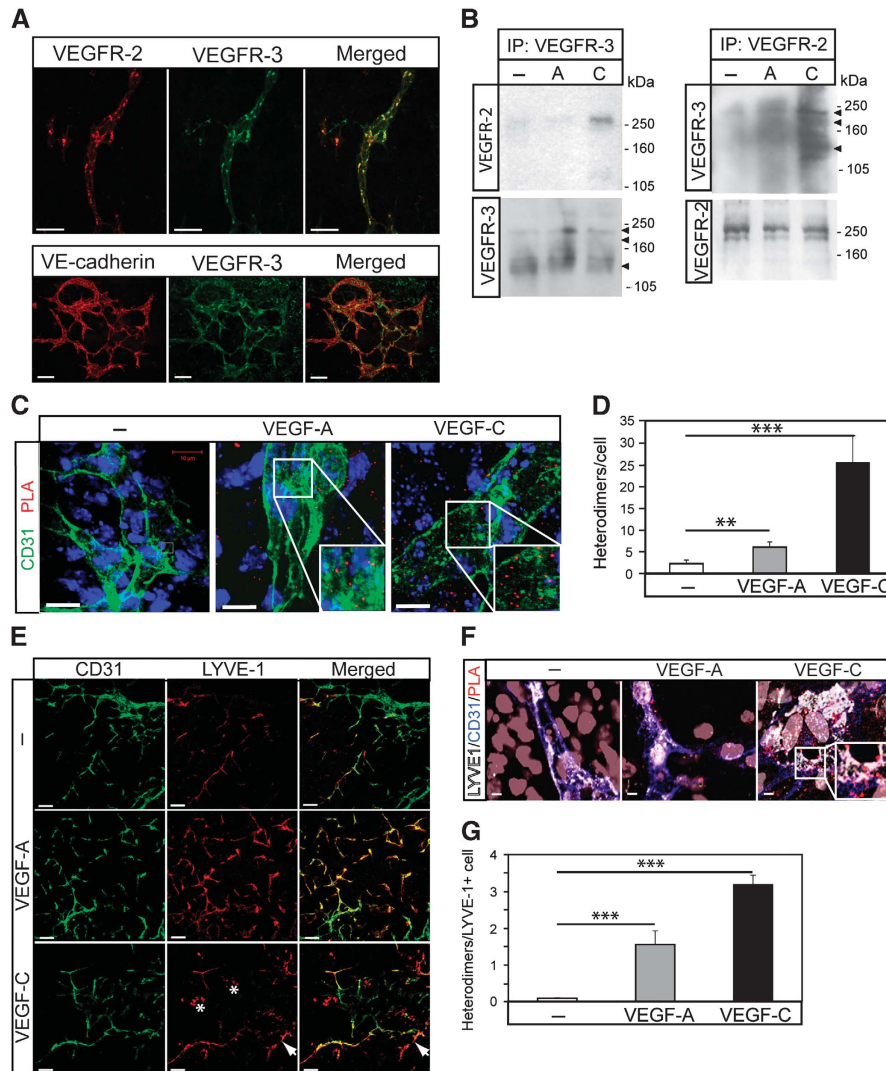 A
VEGFR-2 VEGFR-3 Merged
VE-cadherin VEGFR-3 Merged
B
IP: VEGFR-3
– A C
kDa
VEGFR-2
- 250
- 160
- 105
VEGFR-3
250
160
- 105
IP: VEGFR-2
– A C
kDa
VEGFR-3
- 250
- 160
- 105
VEGFR-2
- 250
- 160
C
– VEGF-A VEGF-C
CD31 PLA
10 µm
D
Heterodimers/cell
35
30
25
20
15
10
5
0
***
**
– VEGF-A VEGF-C
E
CD31 LYVE-1 Merged
–
VEGF-A
VEGF-C
*
*
F
– VEGF-A VEGF-C
LYVE1/CD31/PLA
G
Heterodimers/LYVE-1+ cell
4
3
2
1
0
***
***
– VEGF-A VEGF-C